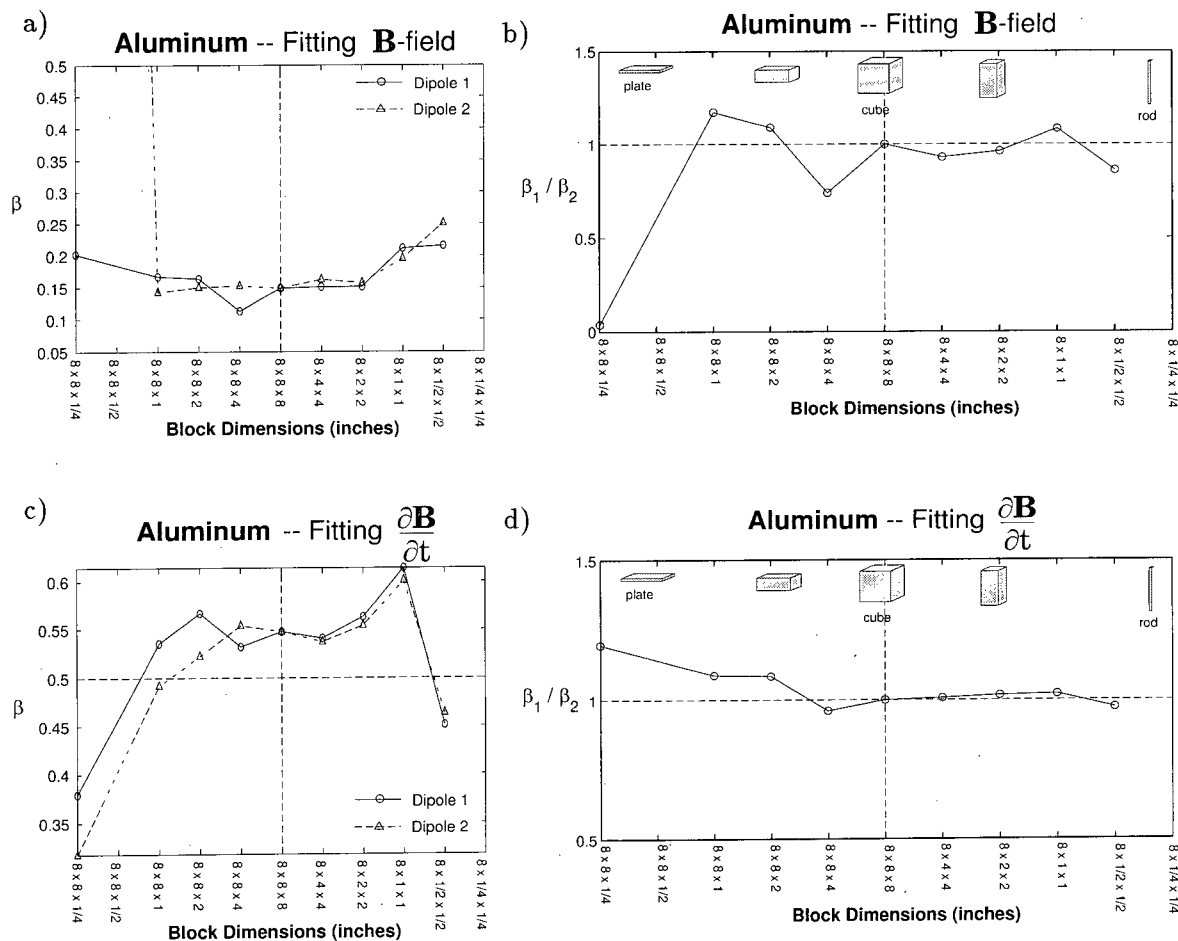 a)
Aluminum -- Fitting B-field
0.5
0.45
0.4
0.35
0.3
0.25
0.2
0.15
0.1
0.05
β
Dipole 1
Dipole 2
8 x 8 x 1/4
8 x 8 x 1/2
8 x 8 x 1
8 x 8 x 2
8 x 8 x 4
8 x 8 x 8
8 x 4 x 4
8 x 2 x 2
8 x 1 x 1
8 x 1/2 x 1/2
8 x 1/4 x 1/4
Block Dimensions (inches)
b)
Aluminum -- Fitting B-field
1.5
1
0.5
0
β1 / β2
plate
cube
rod
8 x 8 x 1/4
8 x 8 x 1/2
8 x 8 x 1
8 x 8 x 2
8 x 8 x 4
8 x 8 x 8
8 x 4 x 4
8 x 2 x 2
8 x 1 x 1
8 x 1/2 x 1/2
8 x 1/4 x 1/4
Block Dimensions (inches)
c)
Aluminum -- Fitting ∂B/∂t
0.6
0.55
0.5
0.45
0.4
0.35
β
Dipole 1
Dipole 2
8 x 8 x 1/4
8 x 8 x 1/2
8 x 8 x 1
8 x 8 x 2
8 x 8 x 4
8 x 8 x 8
8 x 4 x 4
8 x 2 x 2
8 x 1 x 1
8 x 1/2 x 1/2
8 x 1/4 x 1/4
Block Dimensions (inches)
d)
Aluminum -- Fitting ∂B/∂t
1.5
1
0.5
β1 / β2
plate
cube
rod
8 x 8 x 1/4
8 x 8 x 1/2
8 x 8 x 1
8 x 8 x 2
8 x 8 x 4
8 x 8 x 8
8 x 4 x 4
8 x 2 x 2
8 x 1 x 1
8 x 1/2 x 1/2
8 x 1/4 x 1/4
Block Dimensions (inches)